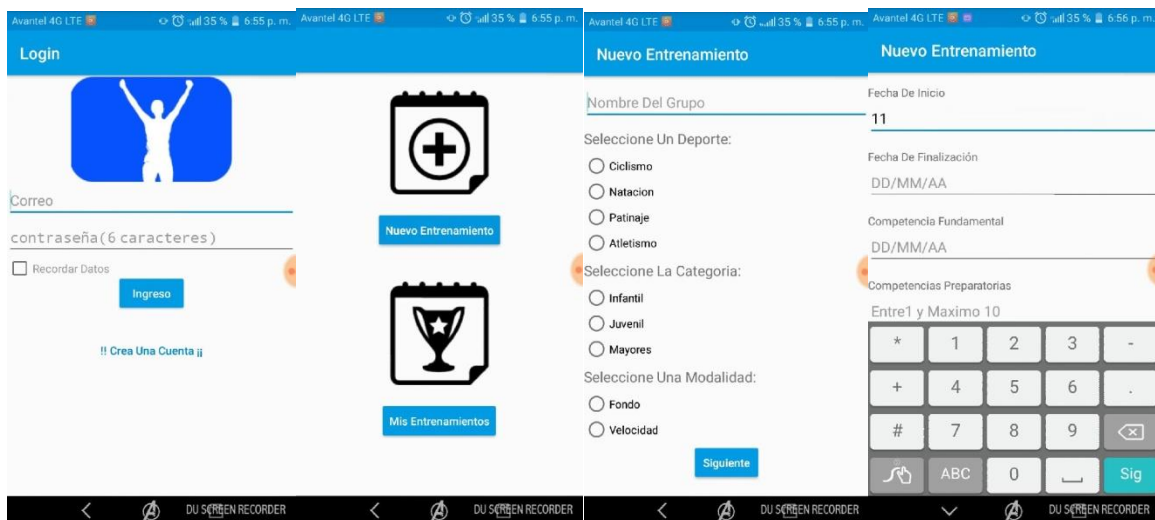 Avantel 4G LTE 35 % 6:55 p. m.
Login
Correo
contraseña(6 caracteres)
Recordar Datos
Ingreso
!! Crea Una Cuenta ¡¡
DU SCREEN RECORDER
Avantel 4G LTE 35 % 6:55 p. m.
Nuevo Entrenamiento
Mis Entrenamientos
DU SCREEN RECORDER
Avantel 4G LTE 35 % 6:55 p. m.
Nuevo Entrenamiento
Nombre Del Grupo
Seleccione Un Deporte:
Ciclismo
Natacion
Patinaje
Atletismo
Seleccione La Categoria:
Infantil
Juvenil
Mayores
Seleccione Una Modalidad:
Fondo
Velocidad
Siguiente
DU SCREEN RECORDER
Avantel 4G LTE 35 % 6:56 p. m.
Nuevo Entrenamiento
Fecha De Inicio
11
Fecha De Finalización
DD/MM/AA
Competencia Fundamental
DD/MM/AA
Competencias Preparatorias
Entre1 y Maximo 10
* 1 2 3 -
+ 4 5 6 .
# 7 8 9
ABC 0 Sig
DU SCREEN RECORDER